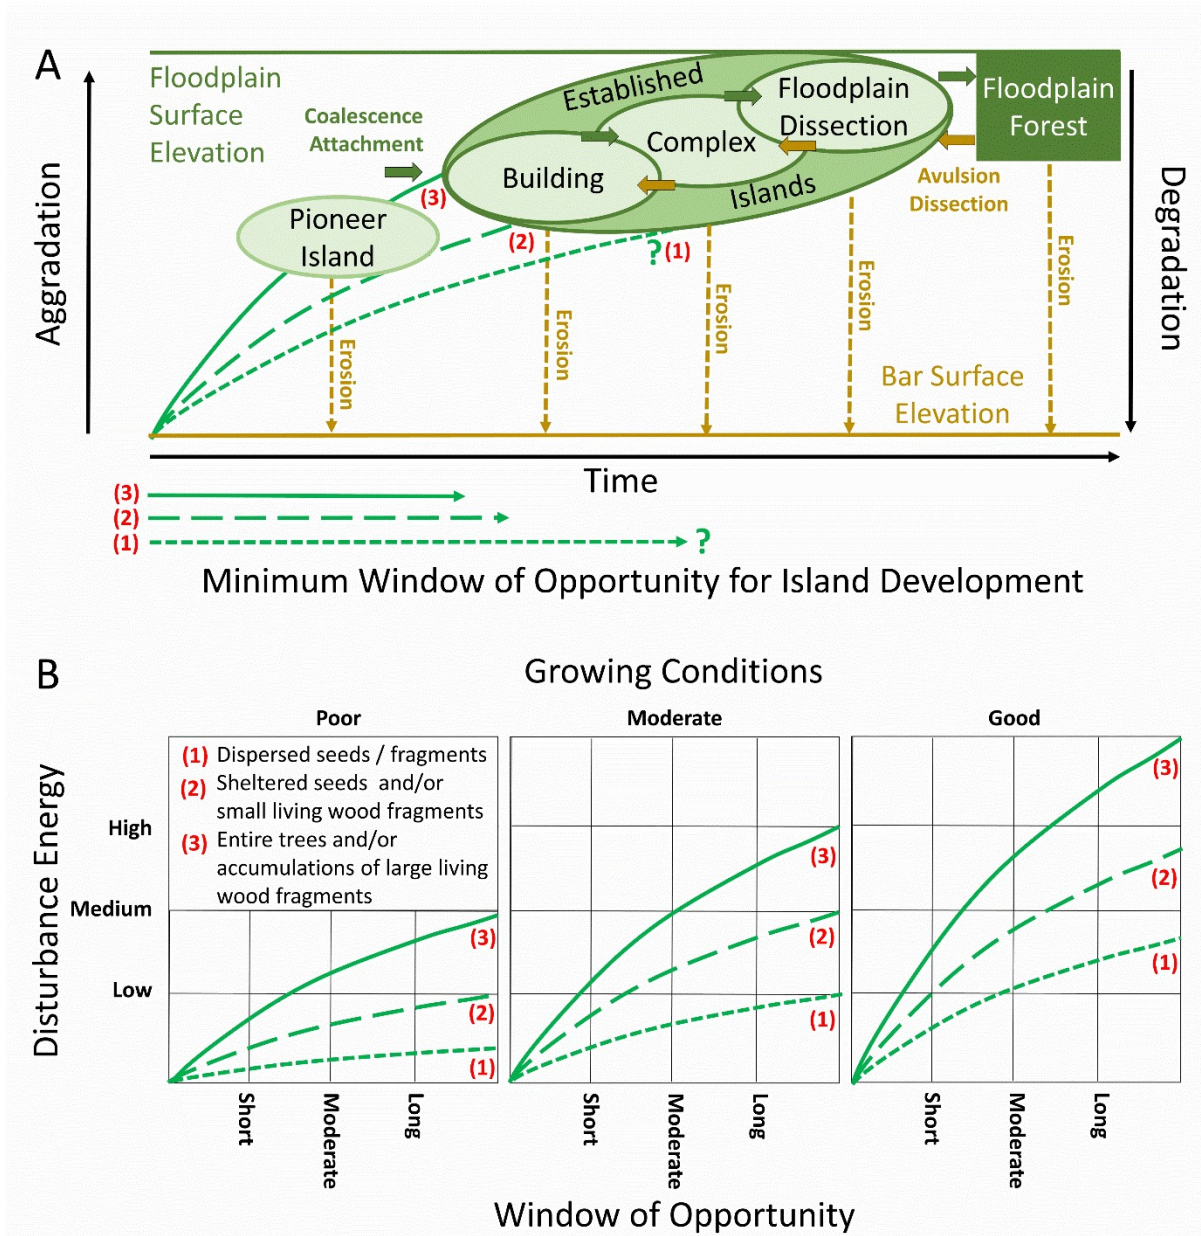 A
Floodplain
Surface
Elevation
Coalescence
Attachment
Established
Floodplain
Dissection
Floodplain
Forest
Complex
Building
Islands
Avulsion
Dissection
Pioneer
Island
(3)
(2)
? (1)
Aggradation
Degradation
Erosion
Erosion
Erosion
Erosion
Erosion
Bar Surface
Elevation
Time
(3)
(2)
(1) ?
Minimum Window of Opportunity for Island Development
B
Growing Conditions
Poor Moderate Good
(1) Dispersed seeds / fragments
(2) Sheltered seeds and/or
small living wood fragments
(3) Entire trees and/or
accumulations of large living
wood fragments
Disturbance Energy
High
Medium
Low
(3)
(2)
(1)
(3)
(2)
(1)
(3)
(2)
(1)
Short Moderate Long
Short Moderate Long
Short Moderate Long
Window of Opportunity